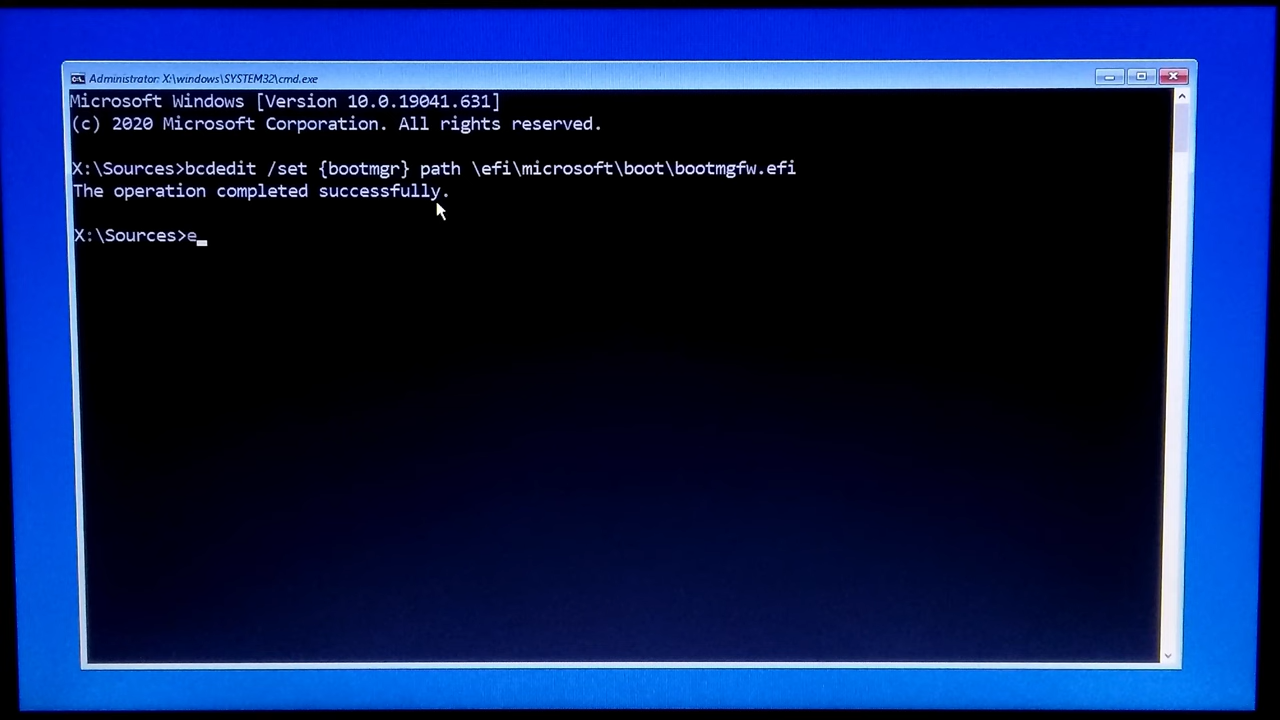 Administrator: X:\windows\SYSTEM32\cmd.exe
Microsoft Windows [Version 10.0.19041.631]
(c) 2020 Microsoft Corporation. All rights reserved.
X:\Sources>bcdedit /set {bootmgr} path \efi\microsoft\boot\bootmgfw.efi
The operation completed successfully.
X:\Sources>e